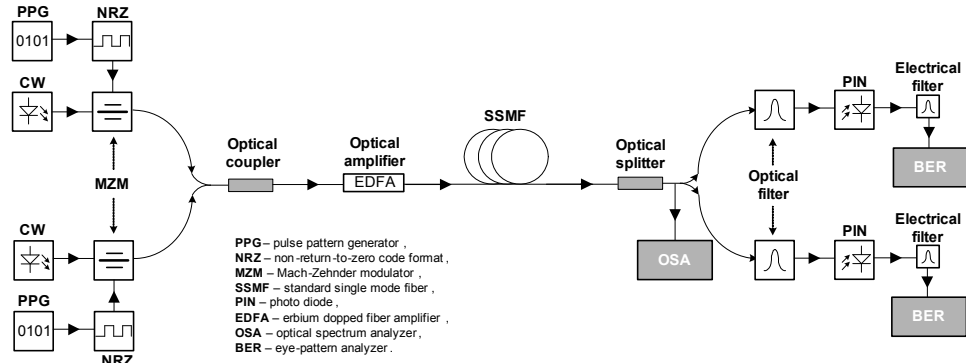 PPG NRZ
0101
CW
MZM
CW
PPG
0101
NRZ
Optical
coupler
Optical
amplifier
EDFA
SSMF
Optical
splitter
OSA
PIN
Electrical
filter
BER
Optical
filter
PIN
Electrical
filter
BER
PPG – pulse pattern generator ,
NRZ – non-return-to-zero code format ,
MZM – Mach-Zehnder modulator ,
SSMF – standard single mode fiber ,
PIN – photo diode ,
EDFA – erbium dopped fiber amplifier ,
OSA – optical spectrum analyzer ,
BER – eye-pattern analyzer .